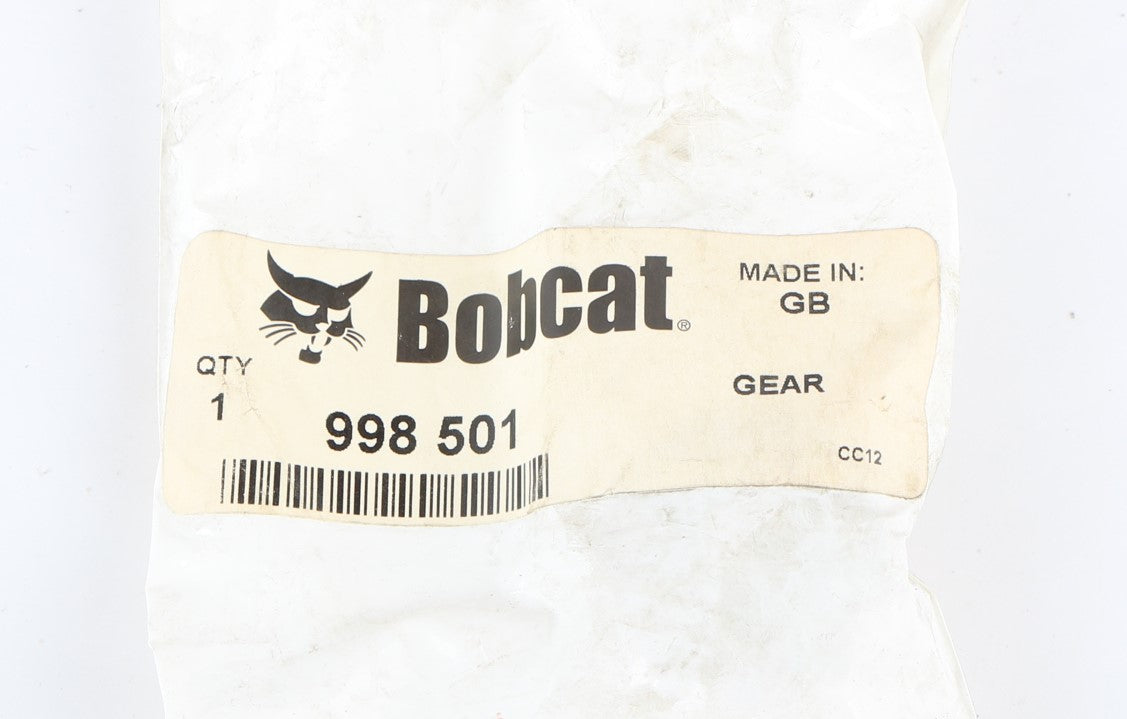 Bobcat®
MADE IN:
GB
QTY
1
998 501
GEAR
CC12